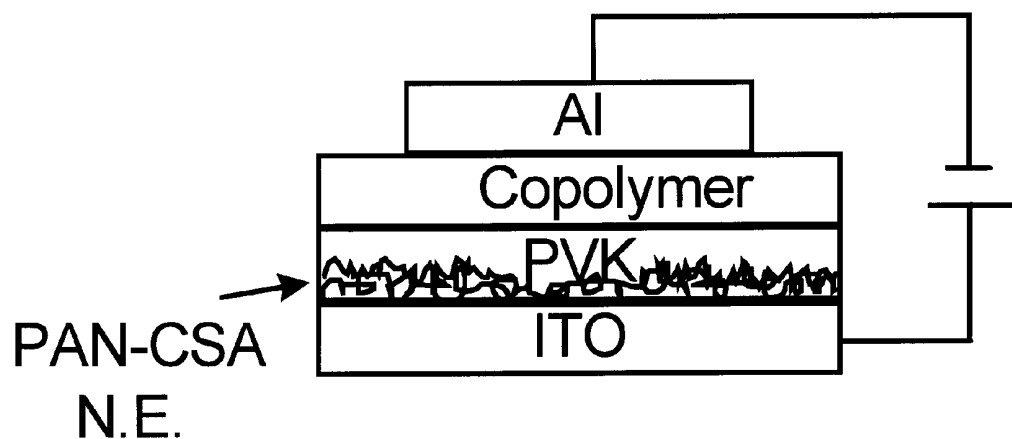 Al
Copolymer
PVK
ITO
PAN-CSA
N.E.